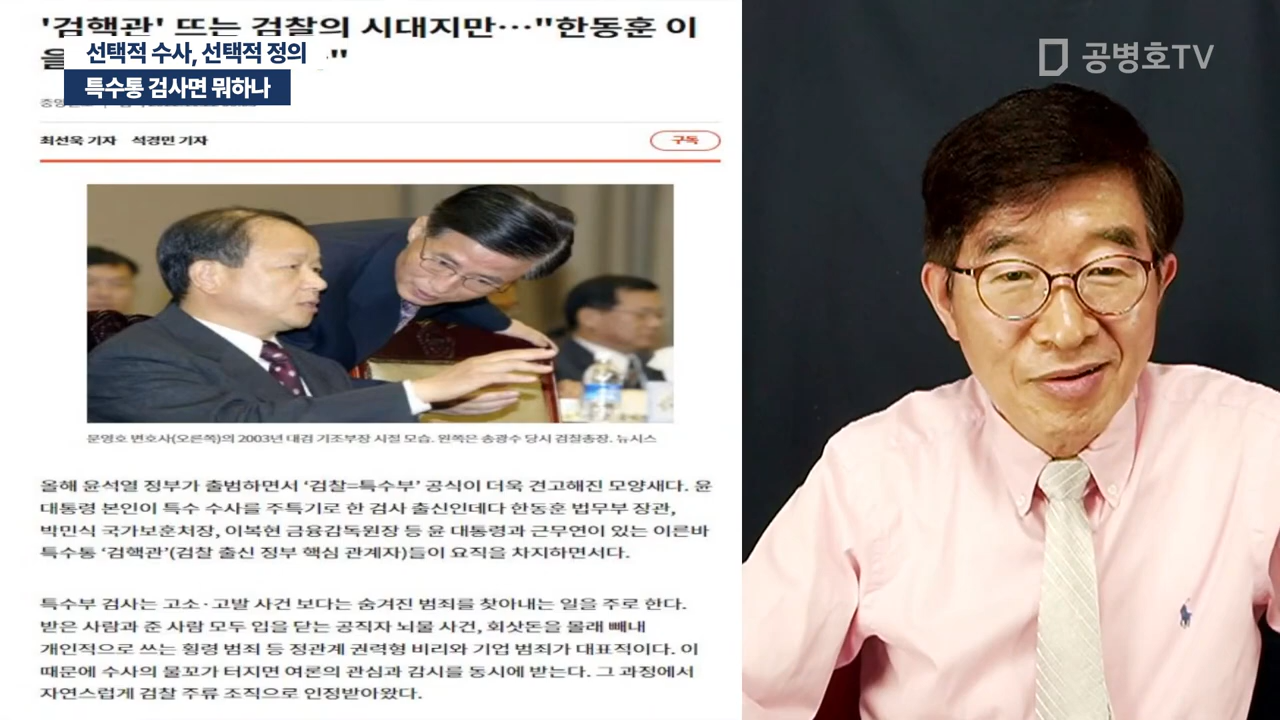 '검핵관' 뜨는 검찰의 시대지만…"한동훈 이
선택적 수사, 선택적 정의
특수통 검사면 뭐하나
공병호TV
최선욱 기자 석경민 기자
구독
문영호 변호사(오른쪽)의 2003년 대검 기조부장 시절 모습. 왼쪽은 송광수 당시 검찰총장. 뉴시스
올해 윤석열 정부가 출범하면서 ‘검찰=특수부’ 공식이 더욱 견고해진 모양새다. 윤
대통령 본인이 특수 수사를 주특기로 한 검사 출신인데다 한동훈 법무부 장관,
박민식 국가보훈처장, 이복현 금융감독원장 등 윤 대통령과 근무연이 있는 이른바
특수통 ‘검핵관’(검찰 출신 정부 핵심 관계자)들이 요직을 차지하면서다.
특수부 검사는 고소·고발 사건 보다는 숨겨진 범죄를 찾아내는 일을 주로 한다.
받은 사람과 준 사람 모두 입을 닫는 공직자 뇌물 사건, 회삿돈을 몰래 빼내
개인적으로 쓰는 횡령 범죄 등 정관계 권력형 비리와 기업 범죄가 대표적이다. 이
때문에 수사의 물꼬가 터지면 여론의 관심과 감시를 동시에 받는다. 그 과정에서
자연스럽게 검찰 주류 조직으로 인정받아왔다.